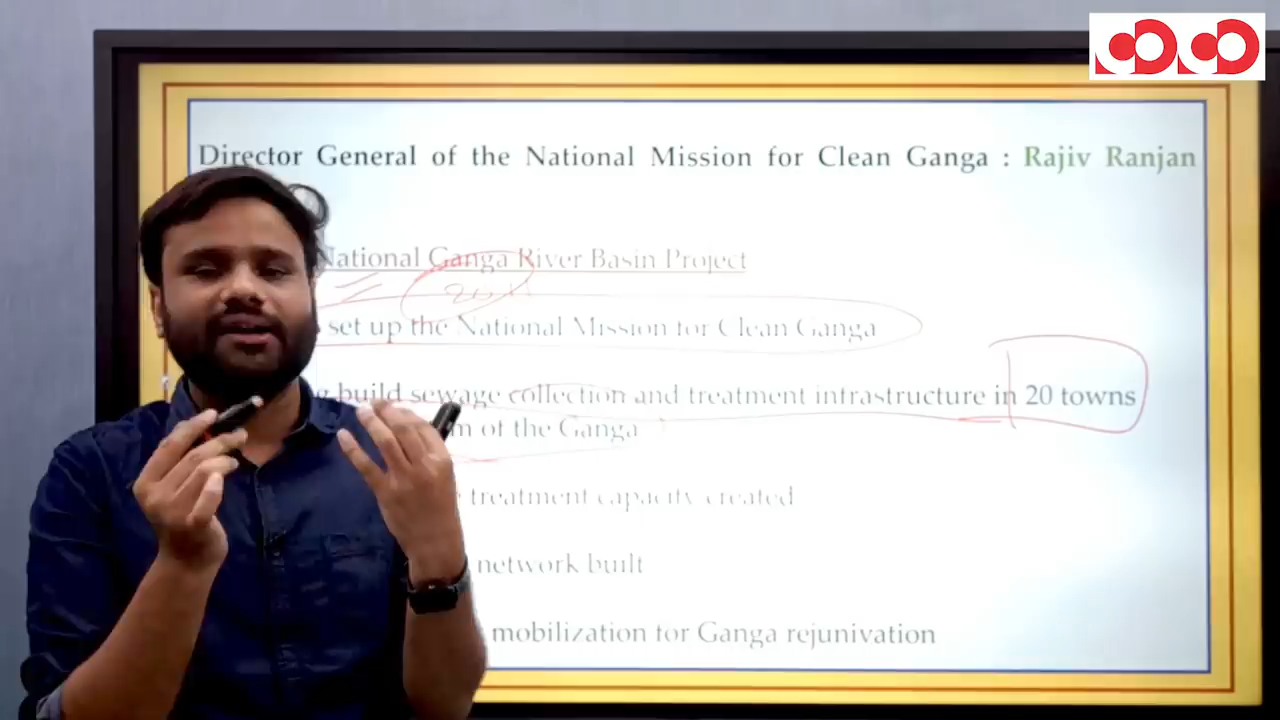 Director General of the National Mission for Clean Ganga : Rajiv Ranjan
National Ganga River Basin Project
set up the National Mission for Clean Ganga
build sewage collection and treatment infrastructure in 20 towns
of the Ganga
treatment capacity created
network built
mobilization for Ganga rejunivation